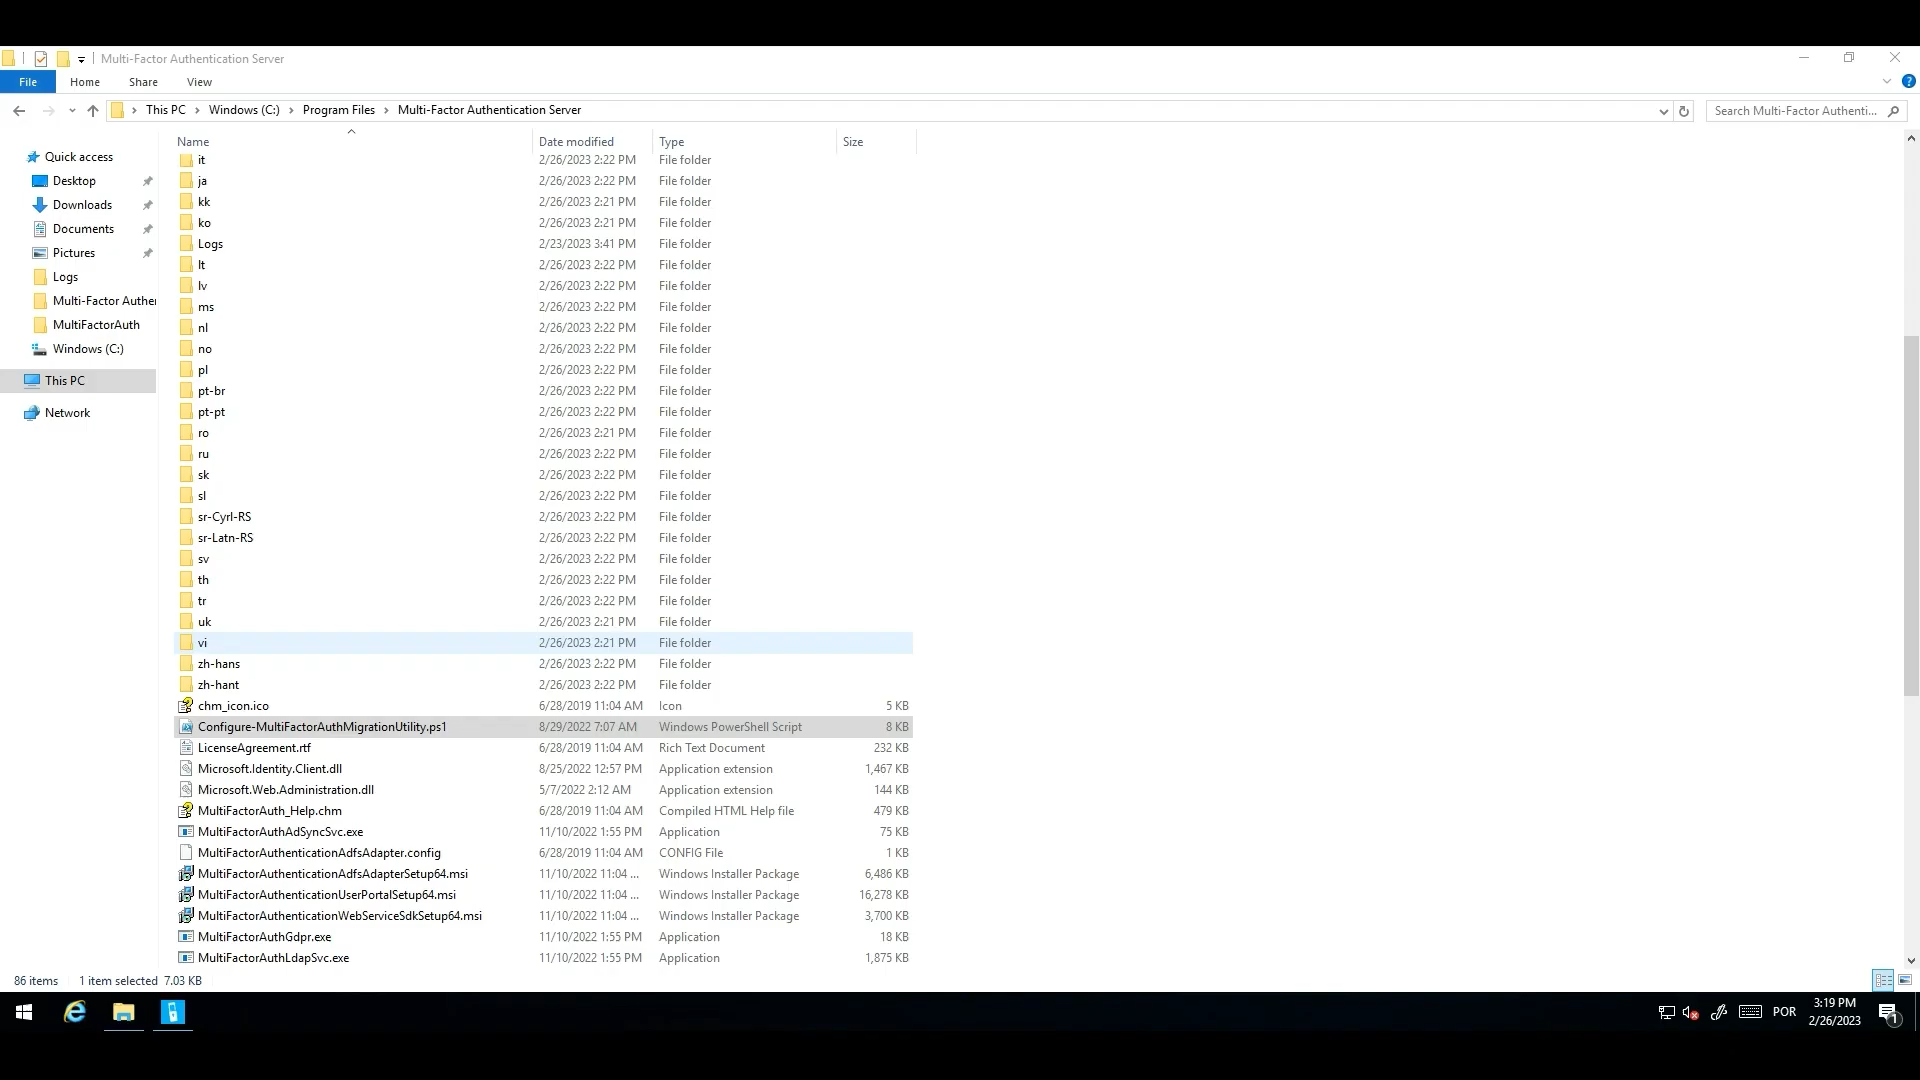 Multi-Factor Authentication Server
File Home Share View
This PC Windows (C:) Program Files Multi-Factor Authentication Server Search Multi-Factor Authenti...
Name Date modified Type Size
Quick access
Desktop
Downloads
Documents
Pictures
Logs
Multi-Factor Auther
MultiFactorAuth
Windows (C:)
This PC
Network
it 2/26/2023 2:22 PM File folder
ja 2/26/2023 2:22 PM File folder
kk 2/26/2023 2:21 PM File folder
ko 2/26/2023 2:21 PM File folder
Logs 2/23/2023 3:41 PM File folder
lt 2/26/2023 2:22 PM File folder
lv 2/26/2023 2:22 PM File folder
ms 2/26/2023 2:22 PM File folder
nl 2/26/2023 2:22 PM File folder
no 2/26/2023 2:22 PM File folder
pl 2/26/2023 2:22 PM File folder
pt-br 2/26/2023 2:22 PM File folder
pt-pt 2/26/2023 2:22 PM File folder
ro 2/26/2023 2:21 PM File folder
ru 2/26/2023 2:22 PM File folder
sk 2/26/2023 2:22 PM File folder
sl 2/26/2023 2:22 PM File folder
sr-Cyrl-RS 2/26/2023 2:22 PM File folder
sr-Latn-RS 2/26/2023 2:22 PM File folder
sv 2/26/2023 2:22 PM File folder
th 2/26/2023 2:22 PM File folder
tr 2/26/2023 2:22 PM File folder
uk 2/26/2023 2:21 PM File folder
vi 2/26/2023 2:21 PM File folder
zh-hans 2/26/2023 2:22 PM File folder
zh-hant 2/26/2023 2:22 PM File folder
chm_icon.ico 6/28/2019 11:04 AM Icon 5 KB
Configure-MultiFactorAuthMigrationUtility.ps1 8/29/2022 7:07 AM Windows PowerShell Script 8 KB
LicenseAgreement.rtf 6/28/2019 11:04 AM Rich Text Document 232 KB
Microsoft.Identity.Client.dll 8/25/2022 12:57 PM Application extension 1,467 KB
Microsoft.Web.Administration.dll 5/7/2022 2:12 AM Application extension 144 KB
MultiFactorAuth_Help.chm 6/28/2019 11:04 AM Compiled HTML Help file 479 KB
MultiFactorAuthAdSyncSvc.exe 11/10/2022 1:55 PM Application 75 KB
MultiFactorAuthenticationAdfsAdapter.config 6/28/2019 11:04 AM CONFIG File 1 KB
MultiFactorAuthenticationAdfsAdapterSetup64.msi 11/10/2022 11:04 ... Windows Installer Package 6,486 KB
MultiFactorAuthenticationUserPortalSetup64.msi 11/10/2022 11:04 ... Windows Installer Package 16,278 KB
MultiFactorAuthenticationWebServiceSdkSetup64.msi 11/10/2022 11:04 ... Windows Installer Package 3,700 KB
MultiFactorAuthGdpr.exe 11/10/2022 1:55 PM Application 18 KB
MultiFactorAuthLdapSvc.exe 11/10/2022 1:55 PM Application 1,875 KB
86 items 1 item selected 7.03 KB
POR 3:19 PM 1
2/26/2023